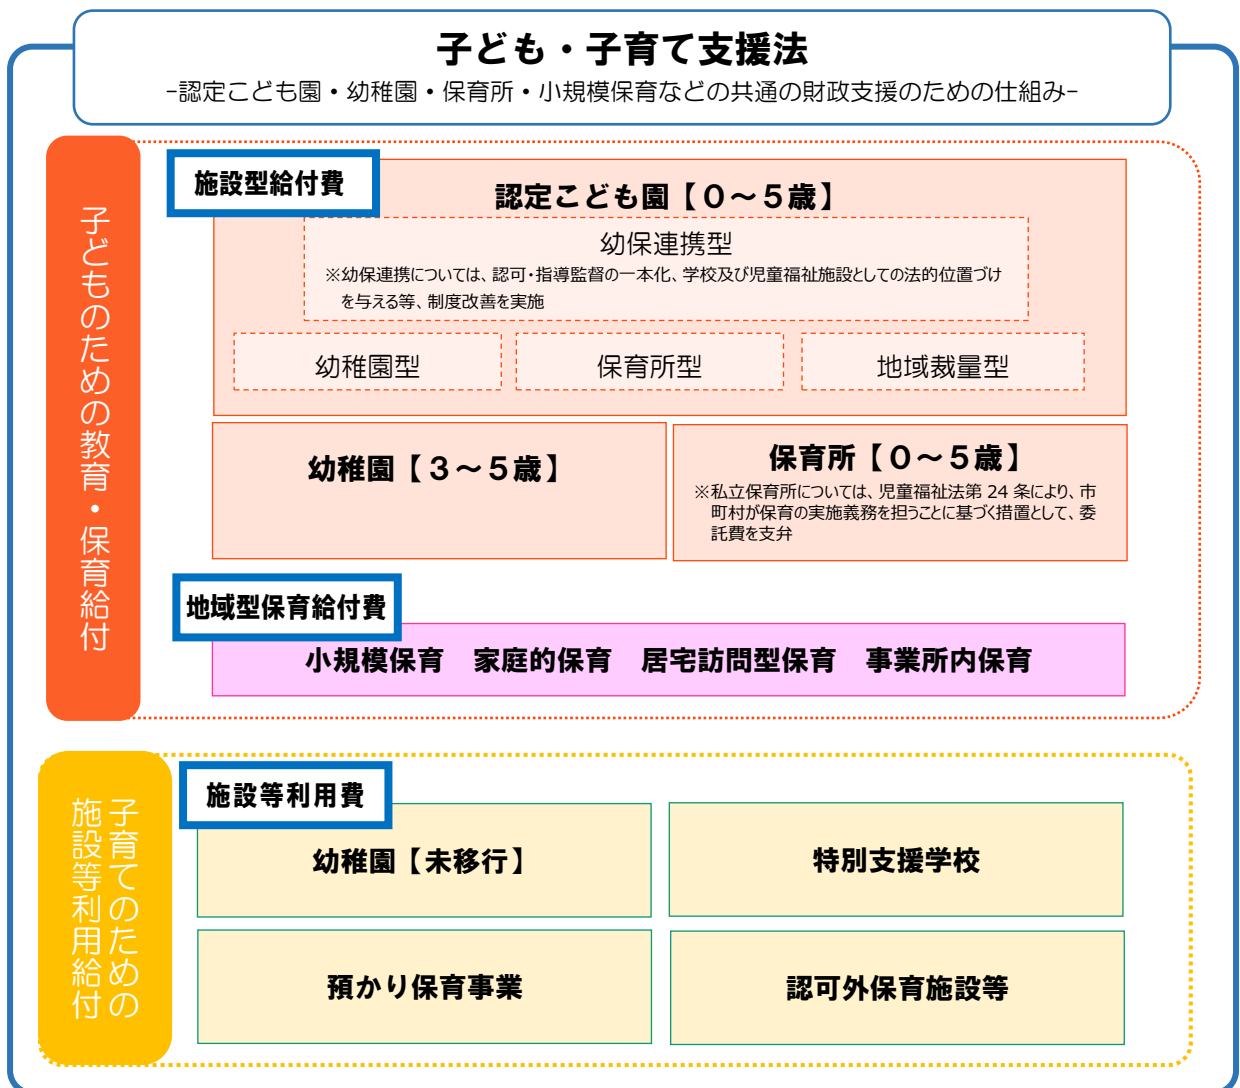 子ども・子育て支援法
-認定こども園・幼稚園・保育所・小規模保育などの共通の財政支援のための仕組み-
子どものための教育・保育給付
施設型給付費
認定こども園【０～５歳】
幼保連携型
※幼保連携については、認可・指導監督の一本化、学校及び児童福祉施設としての法的位置づけ
を与える等、制度改善を実施
幼稚園型
保育所型
地域裁量型
幼稚園【３～５歳】
保育所【０～５歳】
※私立保育所については、児童福祉法第 24 条により、市
町村が保育の実施義務を担うことに基づく措置として、委
託費を支弁
地域型保育給付費
小規模保育　家庭的保育　居宅訪問型保育　事業所内保育
子育てのための
施設等利用給付
施設等利用費
幼稚園【未移行】
特別支援学校
預かり保育事業
認可外保育施設等